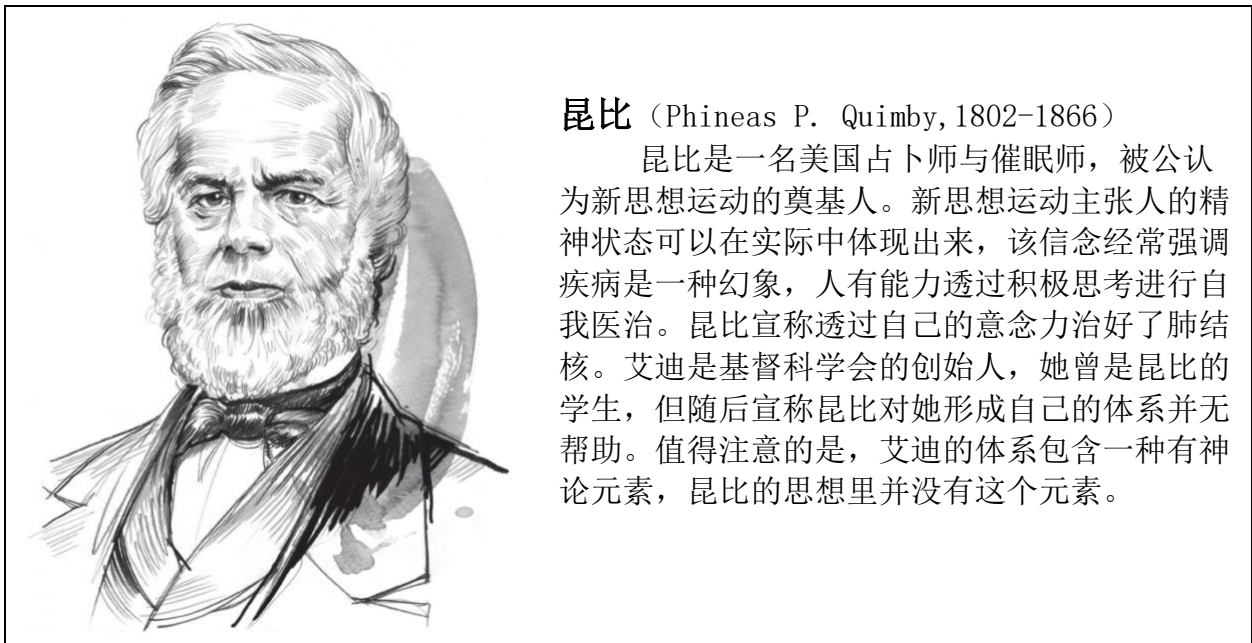 昆比（Phineas P. Quimby,1802-1866）
昆比是一名美国占卜师与催眠师，被公认
为新思想运动的奠基人。新思想运动主张人的精
神状态可以在实际中体现出来，该信念经常强调
疾病是一种幻象，人有能力透过积极思考进行自
我医治。昆比宣称透过自己的意念力治好了肺结
核。艾迪是基督科学会的创始人，她曾是昆比的
学生，但随后宣称昆比对她形成自己的体系并无
帮助。值得注意的是，艾迪的体系包含一种有神
论元素，昆比的思想里并没有这个元素。